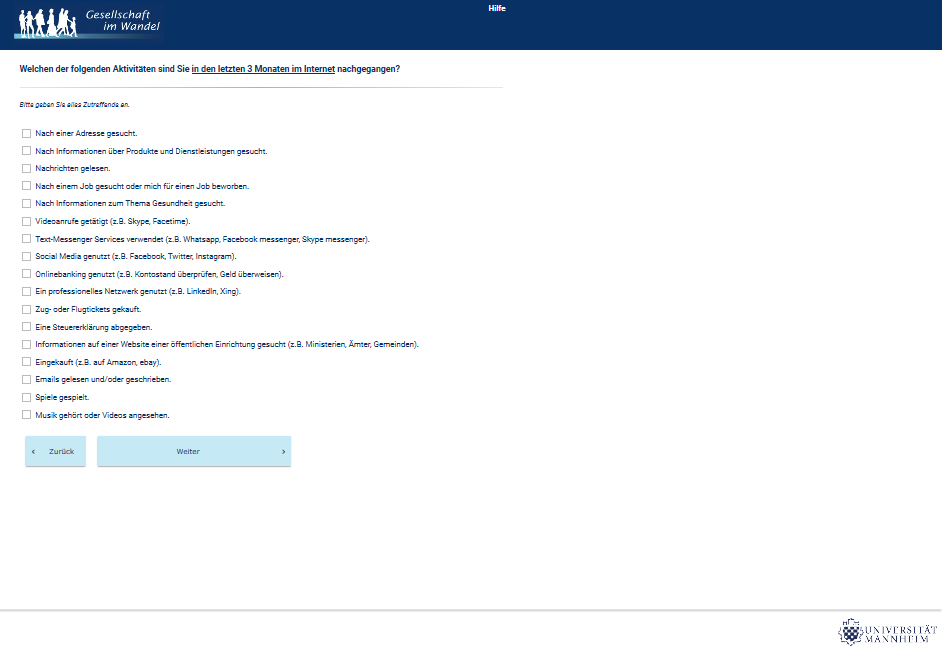 Gesellschaft
im Wandel
Hilfe
Welchen der folgenden Aktivitäten sind Sie in den letzten 3 Monaten im Internet nachgegangen?
Bitte geben Sie alles Zutreffende an.
Nach einer Adresse gesucht.
Nach Informationen über Produkte und Dienstleistungen gesucht.
Nachrichten gelesen.
Nach einem Job gesucht oder mich für einen Job beworben.
Nach Informationen zum Thema Gesundheit gesucht.
Videoanrufe getätigt (z.B. Skype, Facetime).
Text-Messenger Services verwendet (z.B. Whatsapp, Facebook messenger, Skype messenger).
Social Media genutzt (z.B. Facebook, Twitter, Instagram).
Onlinebanking genutzt (z.B. Kontostand überprüfen, Geld überweisen).
Ein professionelles Netzwerk genutzt (z.B. LinkedIn, Xing).
Zug- oder Flugtickets gekauft.
Eine Steuererklärung abgegeben.
Informationen auf einer Website einer öffentlichen Einrichtung gesucht (z.B. Ministerien, Ämter, Gemeinden).
Eingekauft (z.B. auf Amazon, ebay).
Emails gelesen und/oder geschrieben.
Spiele gespielt.
Musik gehört oder Videos angesehen.
‹ Zurück
Weiter ›
UNIVERSITÄT
MANNHEIM